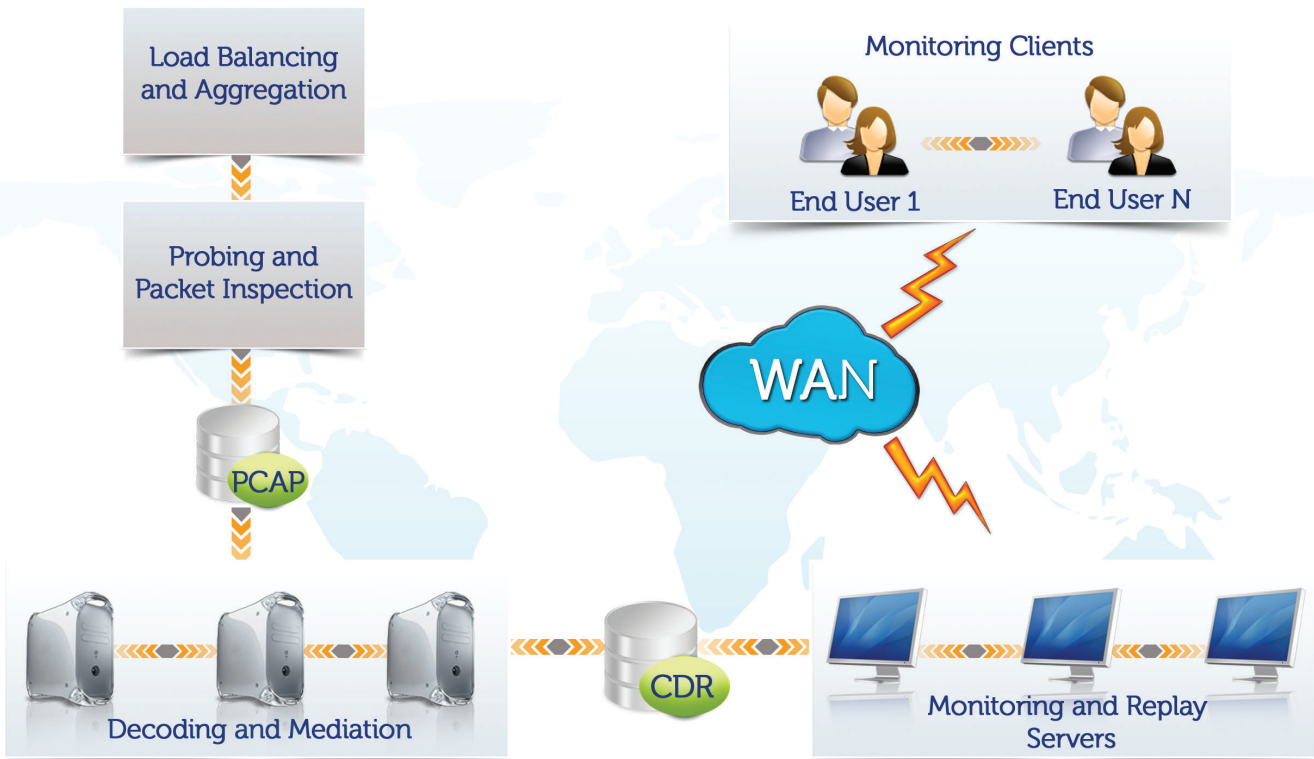 Load Balancing
and Aggregation
Monitoring Clients
End User 1
End User N
Probing and
Packet Inspection
WAN
PCAP
Decoding and Mediation
CDR
Monitoring and Replay
Servers